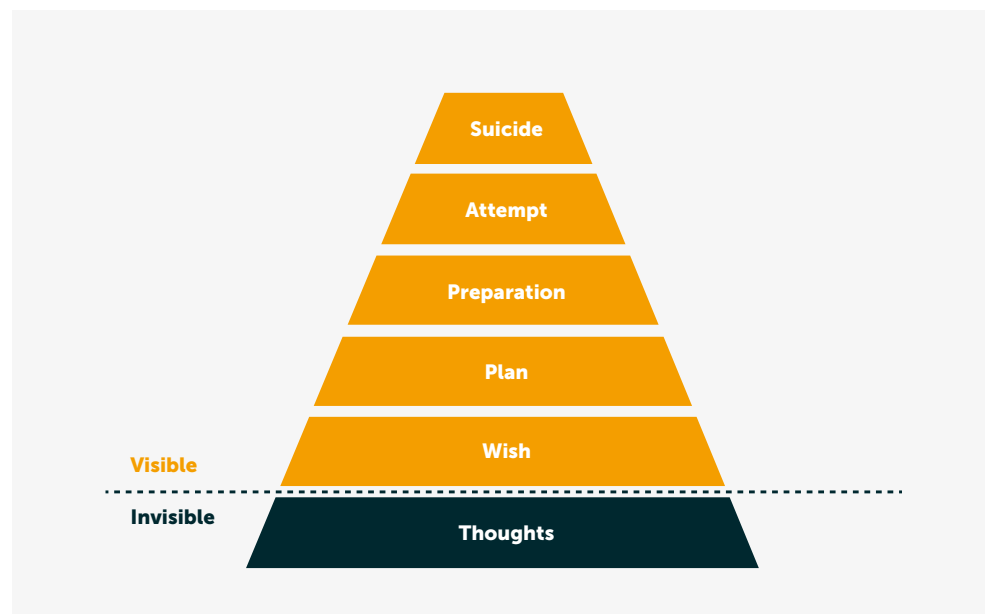 Suicide
Attempt
Preparation
Plan
Wish
Visible
Invisible
Thoughts